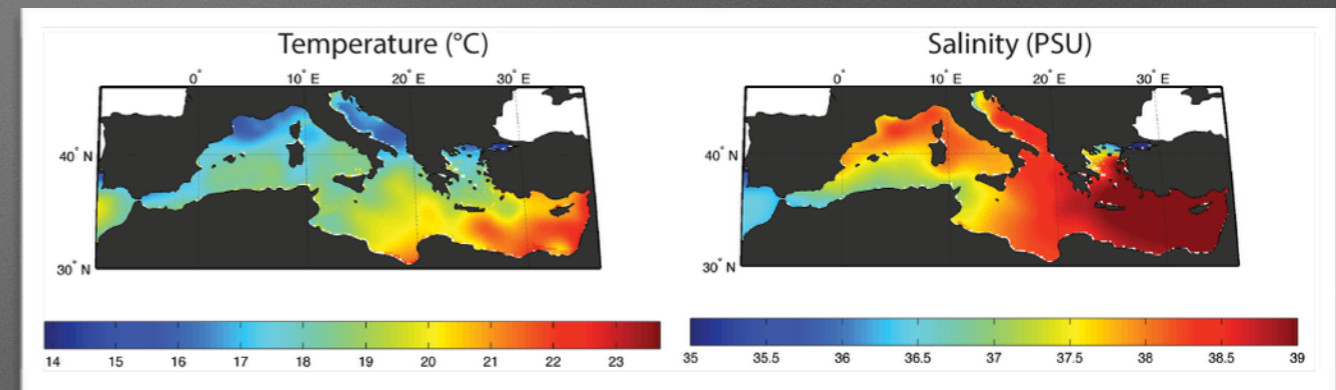 Temperature (°C)
0° 10° E 20° E 30° E
40° N
30° N
14 15 16 17 18 19 20 21 22 23
Salinity (PSU)
0° 10° E 20° E 30° E
40° N
30° N
35 35.5 36 36.5 37 37.5 38 38.5 39